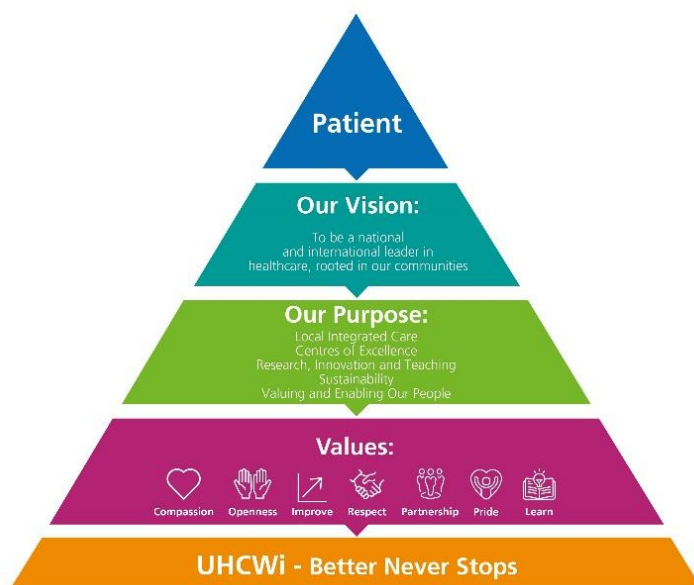 Patient
Our Vision:
To be a national
and international leader in
healthcare, rooted in our communities
Our Purpose:
Local Integrated Care
Centres of Excellence
Research, Innovation and Teaching
Sustainability
Valuing and Enabling Our People
Values:
Compassion Openness Improve Respect Partnership Pride Learn
UHCWi - Better Never Stops